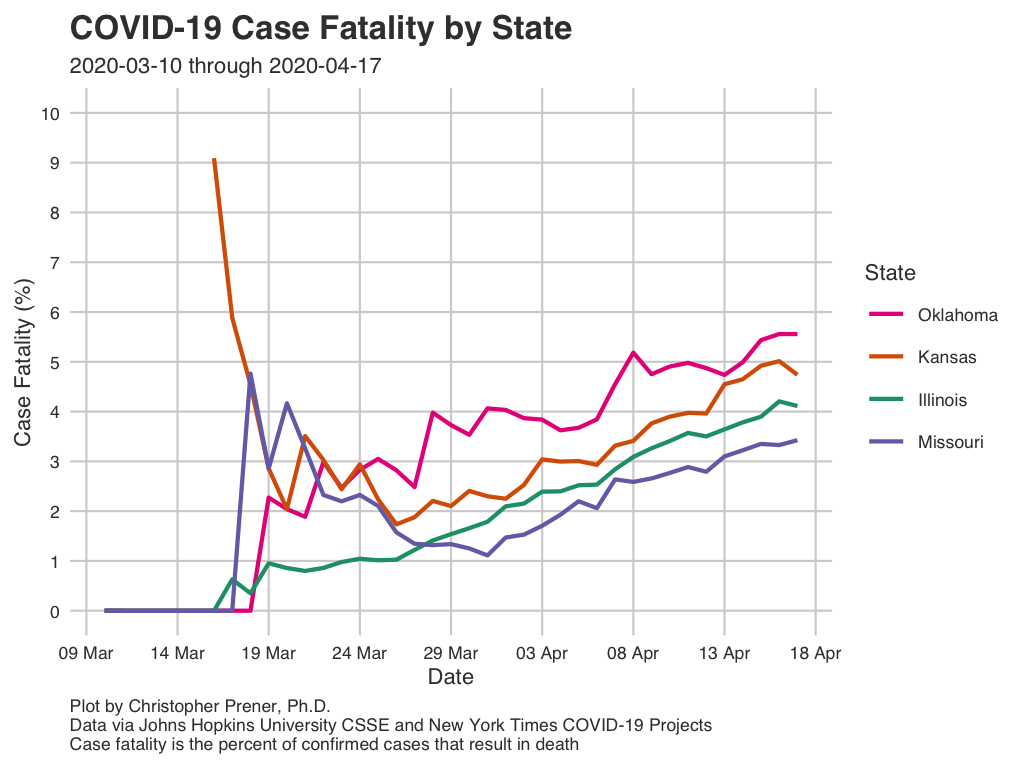 COVID-19 Case Fatality by State
2020-03-10 through 2020-04-17
Case Fatality (%)
10
9
8
7
6
5
4
3
2
1
0
09 Mar
14 Mar
19 Mar
24 Mar
29 Mar
03 Apr
08 Apr
13 Apr
18 Apr
Date
State
Oklahoma
Kansas
Illinois
Missouri
Plot by Christopher Prener, Ph.D.
Data via Johns Hopkins University CSSE and New York Times COVID-19 Projects
Case fatality is the percent of confirmed cases that result in death